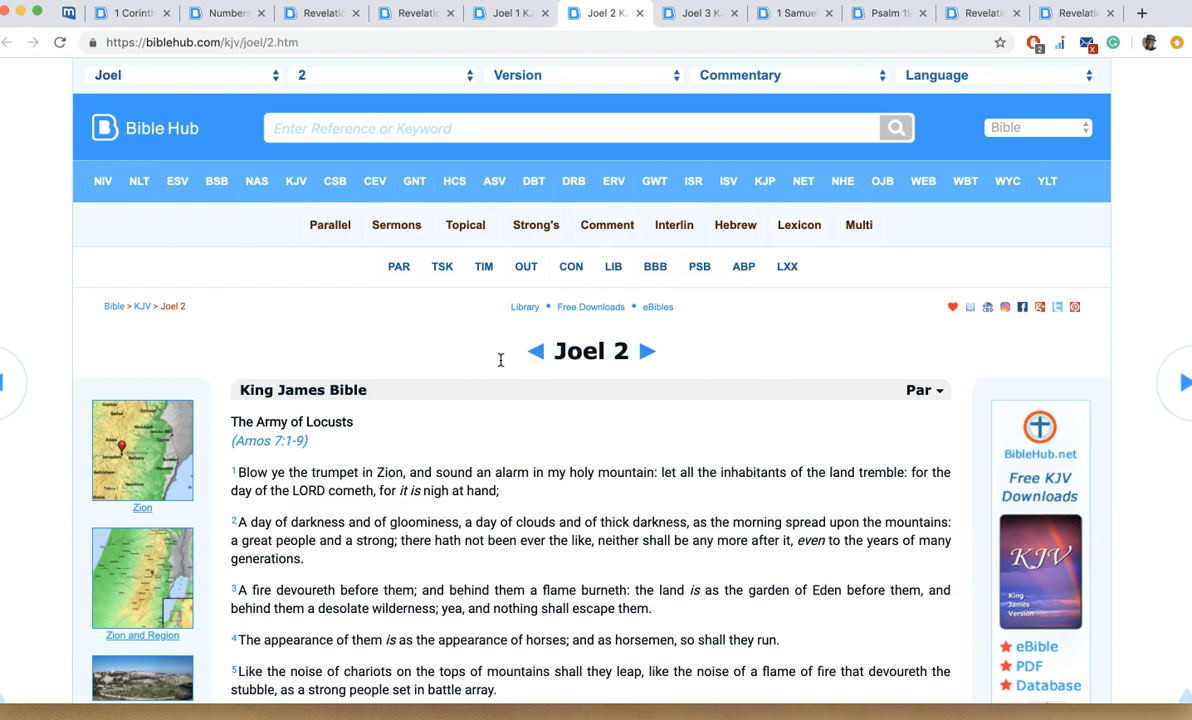 1 Corinth
Numbers
Revelatic
Revelatic
Joel 1 KJ
Joel 2 K
Joel 3 K
1 Samue
Psalm 19
Revelatic
Revelatic
https://biblehub.com/kjv/joel/2.htm
2
x
Joel
2
Version
Commentary
Language
Bible Hub
Enter Reference or Keyword
Bible
NIV NLT ESV BSB NAS KJV CSB CEV GNT HCS ASV DBT DRB ERV GWT ISR ISV KJP NET NHE OJB WEB WBT WYC YLT
Parallel Sermons Topical Strong's Comment Interlin Hebrew Lexicon Multi
PAR TSK TIM OUT CON LIB BBB PSB ABP LXX
Bible > KJV > Joel 2
Library • Free Downloads • eBibles
◄ Joel 2 ►
King James Bible
Par
The Army of Locusts
(Amos 7:1-9)
1Blow ye the trumpet in Zion, and sound an alarm in my holy mountain: let all the inhabitants of the land tremble: for the
day of the LORD cometh, for it is nigh at hand;
2A day of darkness and of gloominess, a day of clouds and of thick darkness, as the morning spread upon the mountains:
a great people and a strong; there hath not been ever the like, neither shall be any more after it, even to the years of many
generations.
3A fire devoureth before them; and behind them a flame burneth: the land is as the garden of Eden before them, and
behind them a desolate wilderness; yea, and nothing shall escape them.
4The appearance of them is as the appearance of horses; and as horsemen, so shall they run.
5Like the noise of chariots on the tops of mountains shall they leap, like the noise of a flame of fire that devoureth the
stubble, as a strong people set in battle array.
Zion
Zion and Region
BibleHub.net
Free KJV
Downloads
KJV
King
James
Version
eBible
PDF
Database